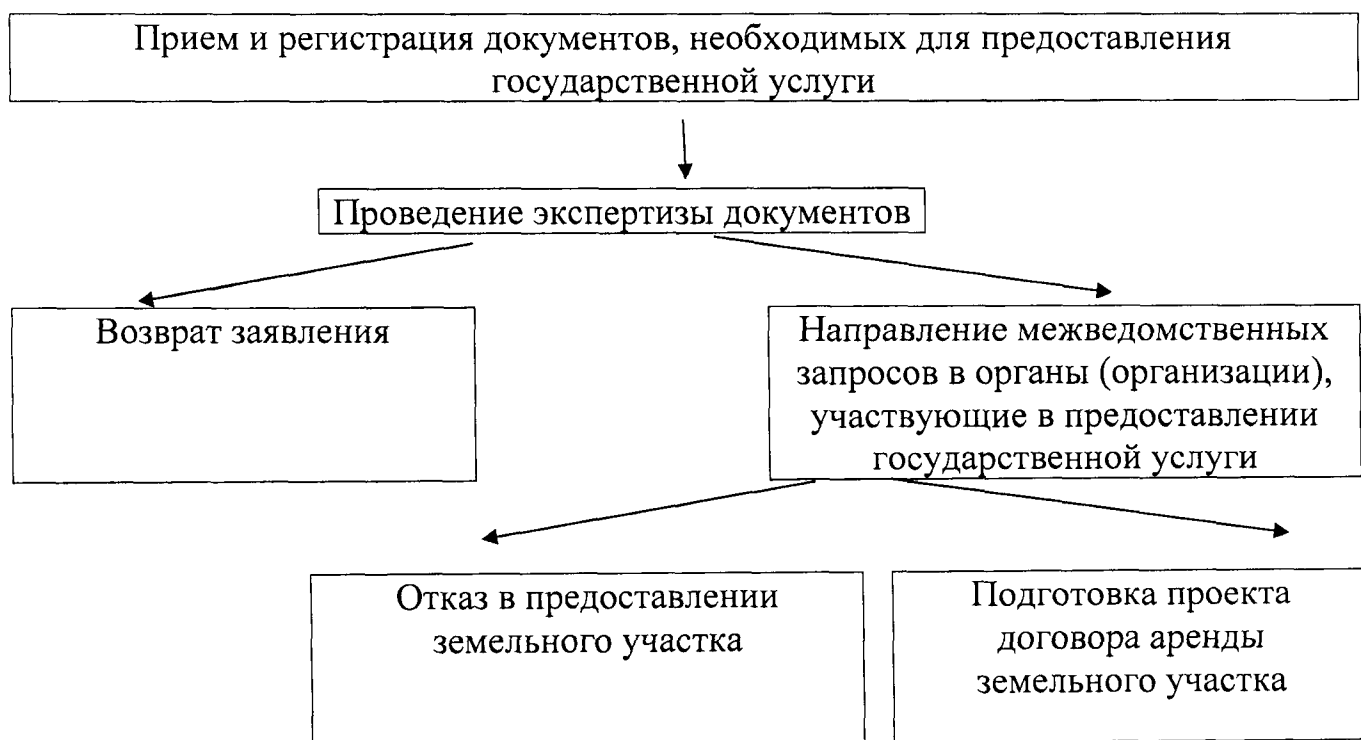 Прием и регистрация документов, необходимых для предоставления
государственной услуги
Проведение экспертизы документов
Возврат заявления
Направление межведомственных
запросов в органы (организации),
участвующие в предоставлении
государственной услуги
Отказ в предоставлении
земельного участка
Подготовка проекта
договора аренды
земельного участка